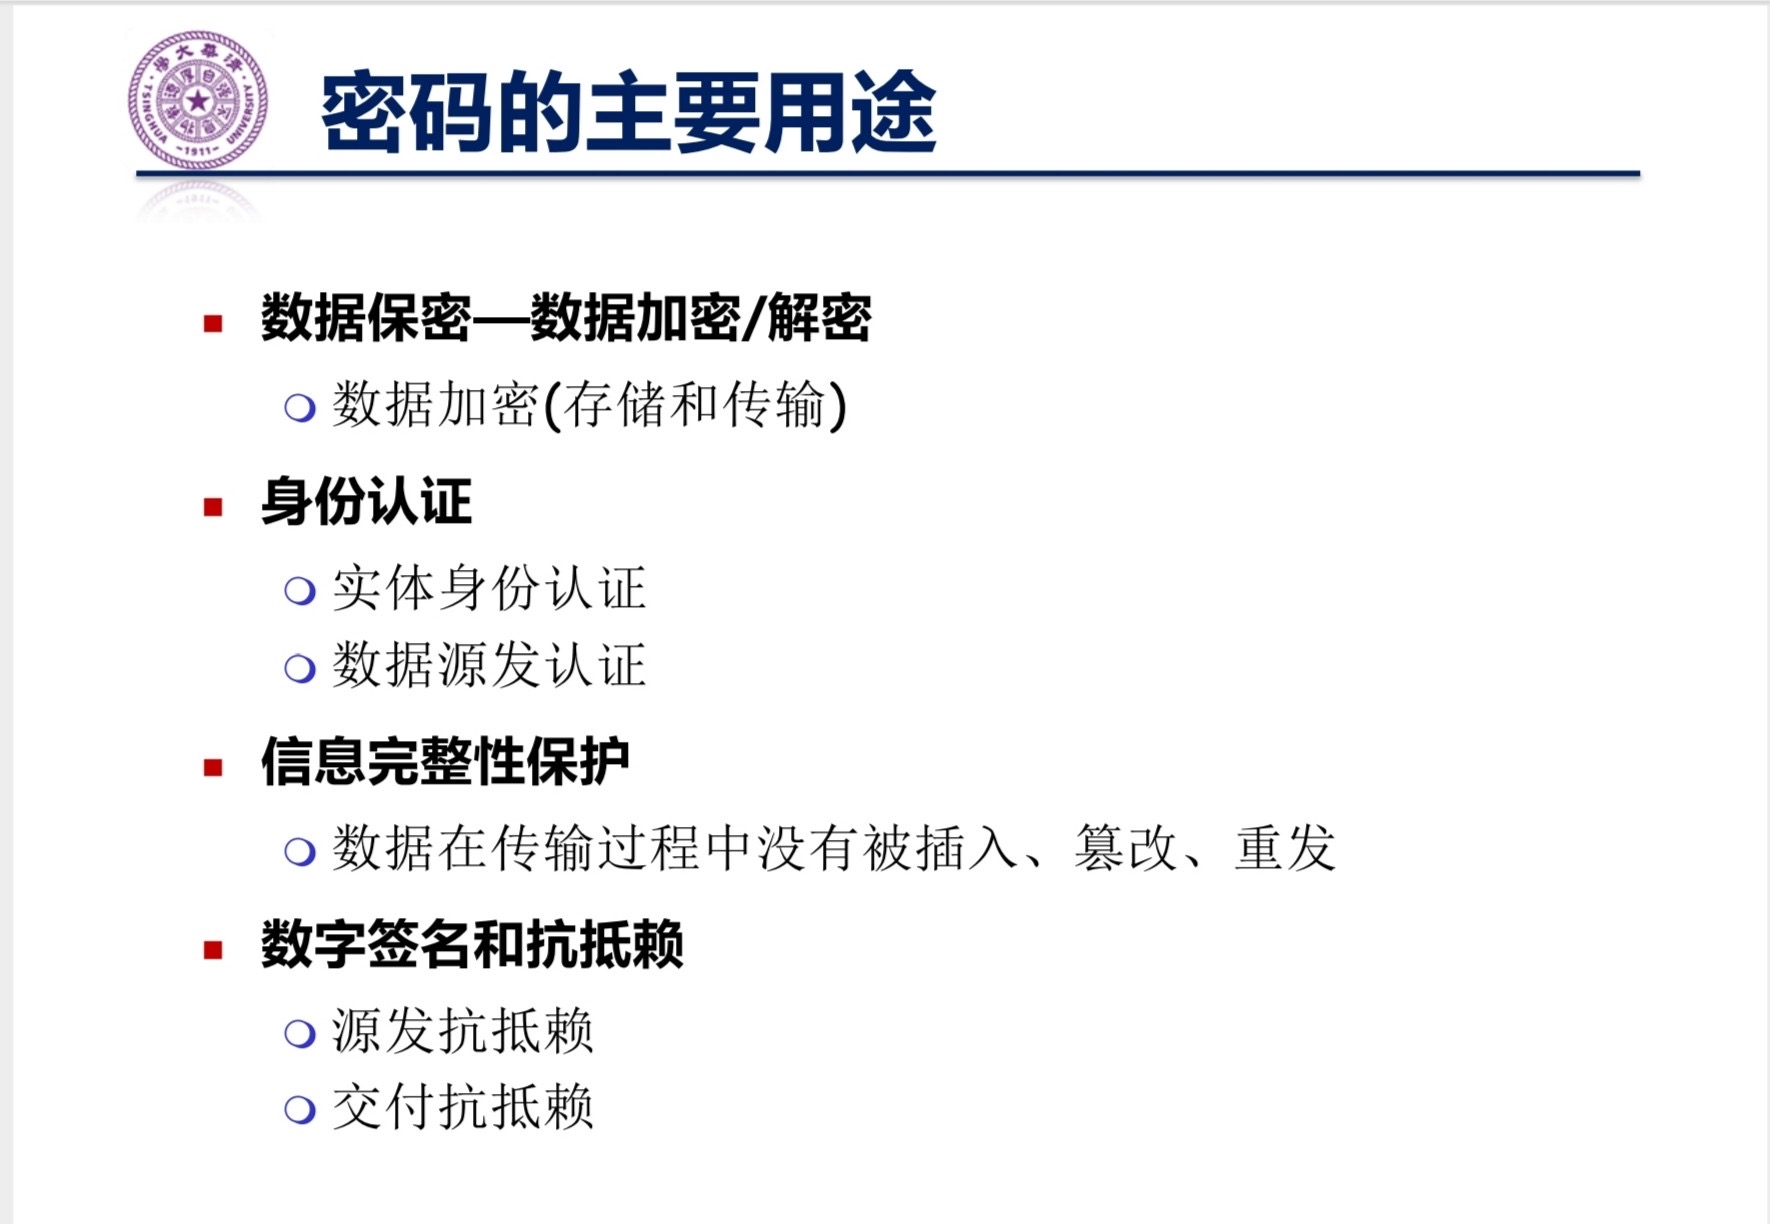 清華大學
TSINGHUA UNIVERSITY
-1911-
密码的主要用途
数据保密—数据加密/解密
数据加密(存储和传输)
身份认证
实体身份认证
数据源发认证
信息完整性保护
数据在传输过程中没有被插入、篡改、重发
数字签名和抗抵赖
源发抗抵赖
交付抗抵赖